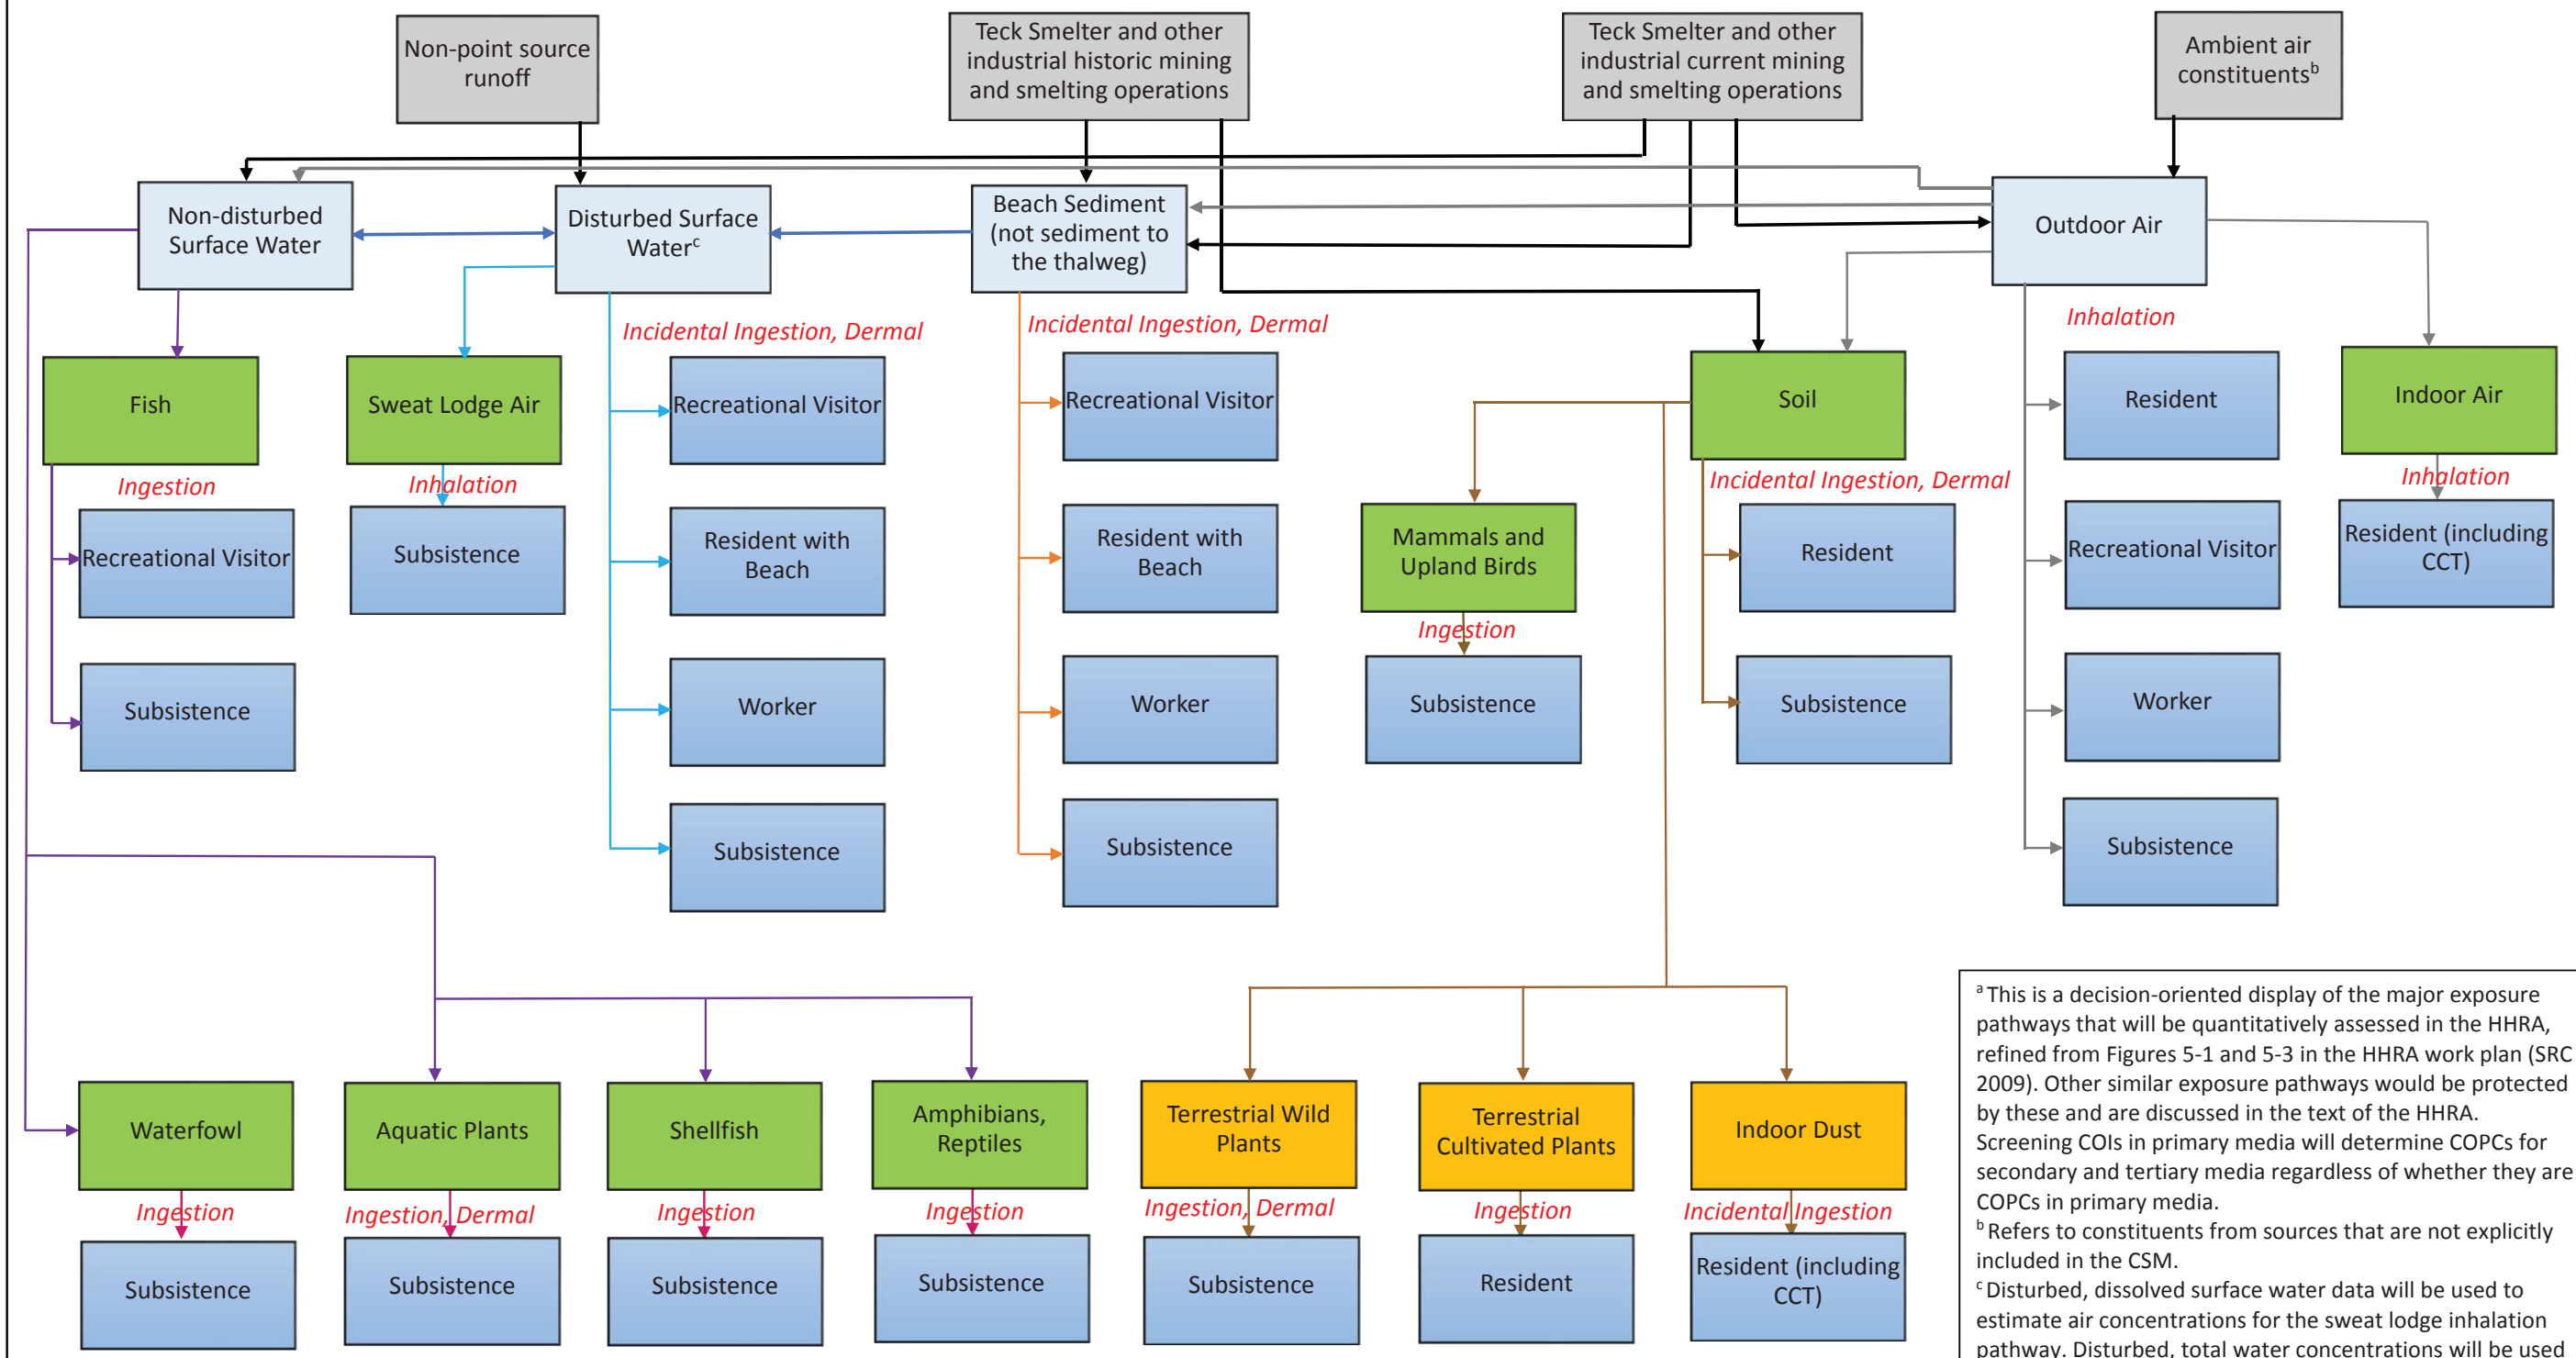 Non-point source
runoff
Teck Smelter and other
industrial historic mining
and smelting operations
Teck Smelter and other
industrial current mining
and smelting operations
Ambient air
constituentsᵇ
Non-disturbed
Surface Water
Disturbed Surface
Waterᶜ
Beach Sediment
(not sediment to
the thalweg)
Outdoor Air
Incidental Ingestion, Dermal
Incidental Ingestion, Dermal
Inhalation
Fish
Sweat Lodge Air
Recreational Visitor
Recreational Visitor
Soil
Resident
Indoor Air
Ingestion
Inhalation
Incidental Ingestion, Dermal
Inhalation
Recreational Visitor
Subsistence
Resident with
Beach
Resident with
Beach
Mammals and
Upland Birds
Resident
Recreational Visitor
Resident (including
CCT)
Ingestion
Subsistence
Worker
Worker
Subsistence
Subsistence
Worker
Subsistence
Subsistence
Subsistence
Waterfowl
Aquatic Plants
Shellfish
Amphibians,
Reptiles
Terrestrial Wild
Plants
Terrestrial
Cultivated Plants
Indoor Dust
Ingestion
Ingestion, Dermal
Ingestion
Ingestion
Ingestion, Dermal
Ingestion
Incidental Ingestion
Subsistence
Subsistence
Subsistence
Subsistence
Subsistence
Resident
Resident (including
CCT)
ᵃ This is a decision-oriented display of the major exposure
pathways that will be quantitatively assessed in the HHRA,
refined from Figures 5-1 and 5-3 in the HHRA work plan (SRC
2009). Other similar exposure pathways would be protected
by these and are discussed in the text of the HHRA.
Screening COIs in primary media will determine COPCs for
secondary and tertiary media regardless of whether they are
COPCs in primary media.
ᵇ Refers to constituents from sources that are not explicitly
included in the CSM.
ᶜ Disturbed, dissolved surface water data will be used to
estimate air concentrations for the sweat lodge inhalation
pathway. Disturbed, total water concentrations will be used